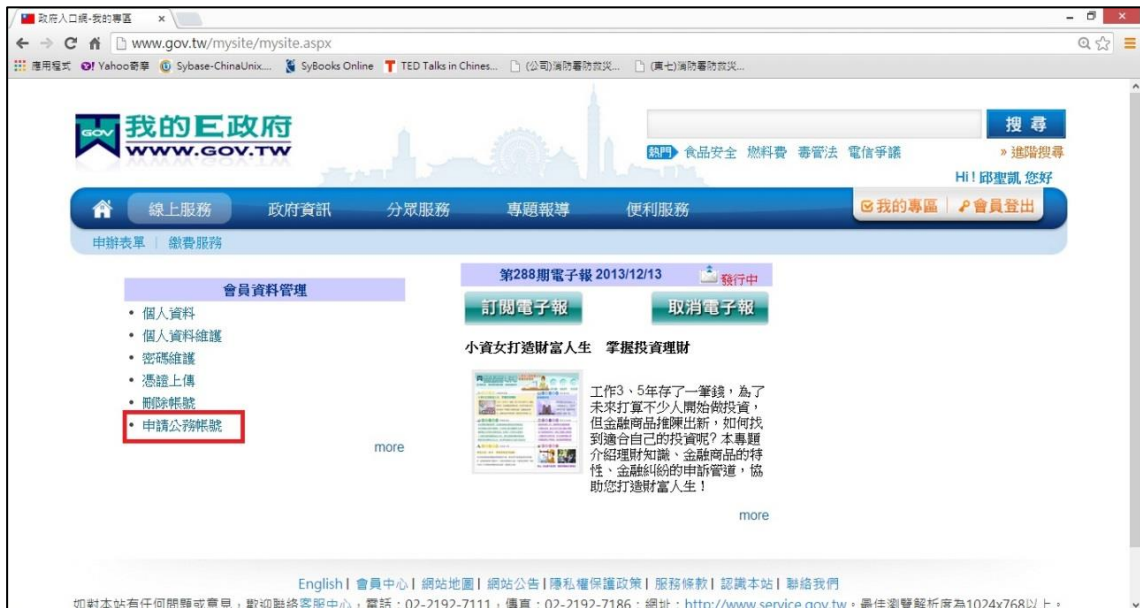 政府入口網-我的專區
www.gov.tw/mysite/mysite.aspx
應用程式 Yahoo奇摩 Sybase-ChinaUnix... SyBooks Online TED Talks in Chines... (公司)消防署防救災... (真七)消防署防救災...
GOV 我的E政府
WWW.GOV.TW
搜尋
熱門 食品安全 燃料費 毒管法 電信爭議
» 進階搜尋
Hi! 邱聖凱 您好
線上服務 政府資訊 分眾服務 專題報導 便利服務 我的專區 會員登出
申辦表單 | 繳費服務
會員資料管理
• 個人資料
• 個人資料維護
• 密碼維護
• 憑證上傳
• 刪除帳號
• 申請公務帳號
more
第288期電子報 2013/12/13 發行中
訂閱電子報 取消電子報
小資女打造財富人生 掌握投資理財
工作3、5年存了一筆錢,為了
未來打算不少人開始做投資,
但金融商品推陳出新,如何找
到適合自己的投資呢?本專題
介紹理財知識、金融商品的特
性、金融糾紛的申訴管道,協
助您打造財富人生!
more
English | 會員中心 | 網站地圖 | 網站公告 | 隱私權保護政策 | 服務條款 | 認識本站 | 聯絡我們
如對本站有任何問題或意見,歡迎聯絡客服中心,電話:02-2192-7111,傳真:02-2192-7186,網址:http://www.service.gov.tw。最佳瀏覽解析度為1024x768以上。